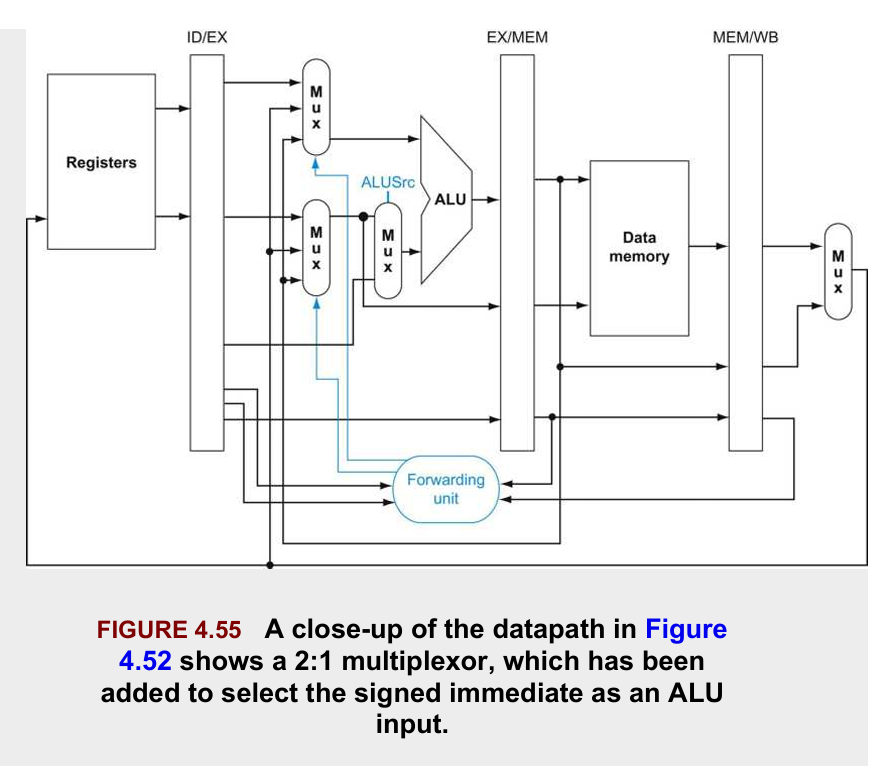 ID/EX
EX/MEM
MEM/WB
M
u
x
Registers
ALUSrc
ALU
M
u
x
M
u
x
Data
memory
M
u
x
Forwarding
unit
FIGURE 4.55 A close-up of the datapath in Figure
4.52 shows a 2:1 multiplexor, which has been
added to select the signed immediate as an ALU
input.